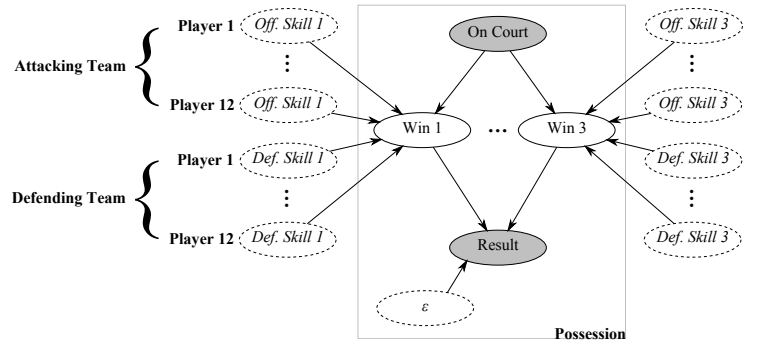 Player 1 Off. Skill 1 On Court Off. Skill 3
Attacking Team ⋮ ⋮
Player 12 Off. Skill 1 Off. Skill 3
Win 1 ... Win 3
Player 1 Def. Skill 1 Def. Skill 3
Defending Team ⋮ ⋮
Player 12 Def. Skill 1 Result Def. Skill 3
ε
Possession